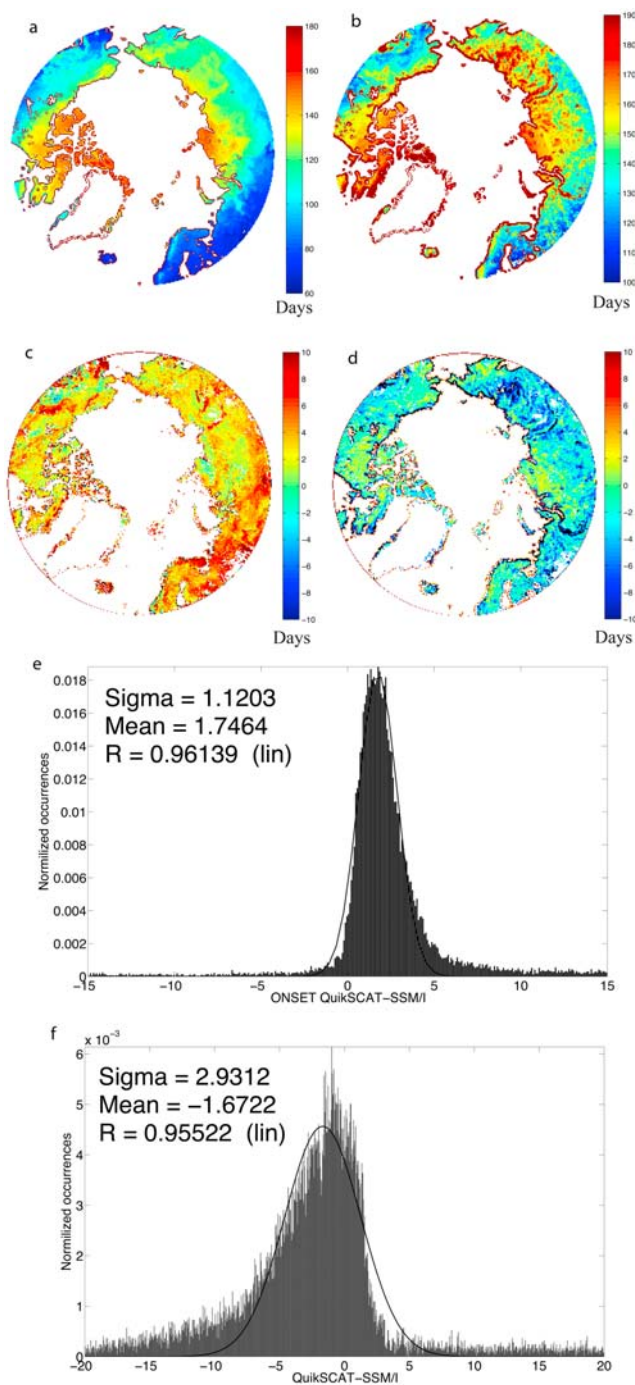 a
180
160
140
120
100
80
60
Days
b
190
180
170
160
150
140
130
120
110
100
Days
c
10
8
6
4
2
0
−2
−4
−6
−8
−10
Days
d
10
8
6
4
2
0
−2
−4
−6
−8
−10
Days
e
0.018
0.016
0.014
0.012
0.01
0.008
0.006
0.004
0.002
0
Normilized occurrences
Sigma = 1.1203
Mean = 1.7464
R = 0.96139 (lin)
−15 −10 −5 0 5 10 15
ONSET QuikSCAT−SSM/I
f
x 10⁻³
6
5
4
3
2
1
0
Normilized occurrences
Sigma = 2.9312
Mean = −1.6722
R = 0.95522 (lin)
−20 −15 −10 −5 0 5 10 15 20
QuikSCAT−SSM/I